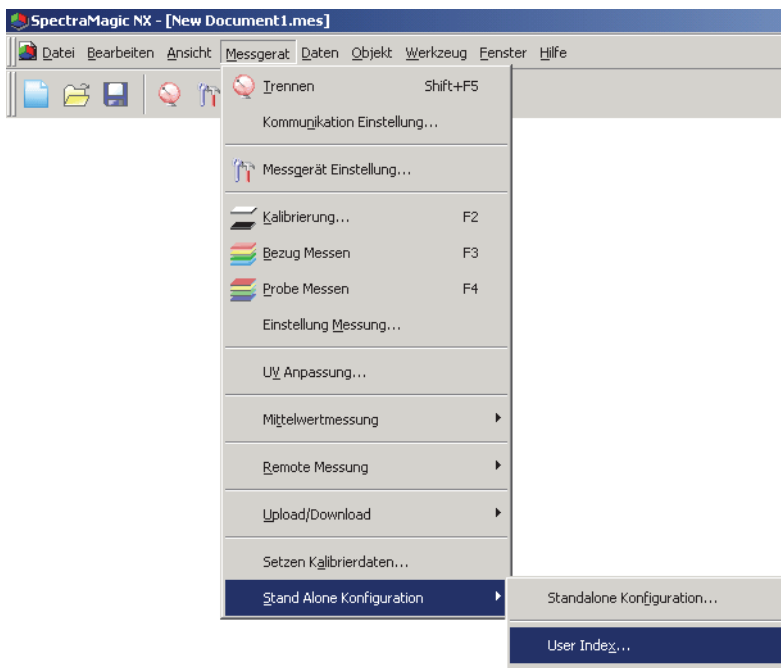 SpectraMagic NX - [New Document1.mes]
Datei Bearbeiten Ansicht Messgerat Daten Objekt Werkzeug Fenster Hilfe
Trennen Shift+F5
Kommunikation Einstellung...
Messgerät Einstellung...
Kalibrierung... F2
Bezug Messen F3
Probe Messen F4
Einstellung Messung...
UV Anpassung...
Mittelwertmessung
Remote Messung
Upload/Download
Setzen Kalibrierdaten...
Stand Alone Konfiguration
Standalone Konfiguration...
User Index...